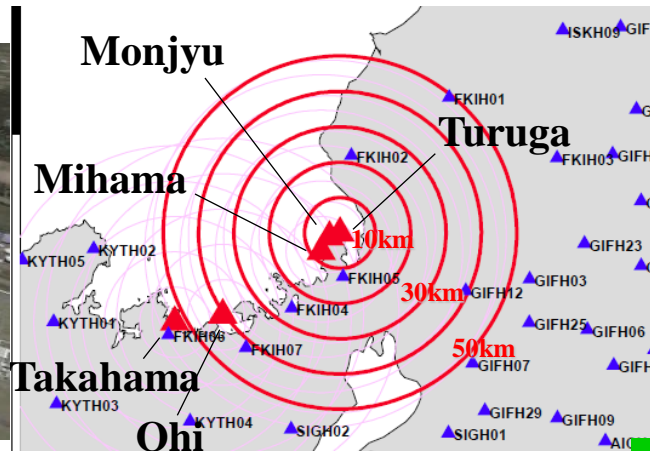 ISKH09
GIF
Monjyu
FKIH01
Turuga
G
FKIH02
FKIH03
GIFH
Mihama
KYTH02
10km
GIFH23
KYTH05
G
FKIH05
GIFH03
30km
GIFH12
FKIH04
KYTH01
GIFH25
GIFH06
FKIH06
FKIH07
50km
GIFH07
GIFH
Takahama
KYTH03
GIFH29
GIFH09
KYTH04
Ohi
SIGH02
SIGH01
AIC